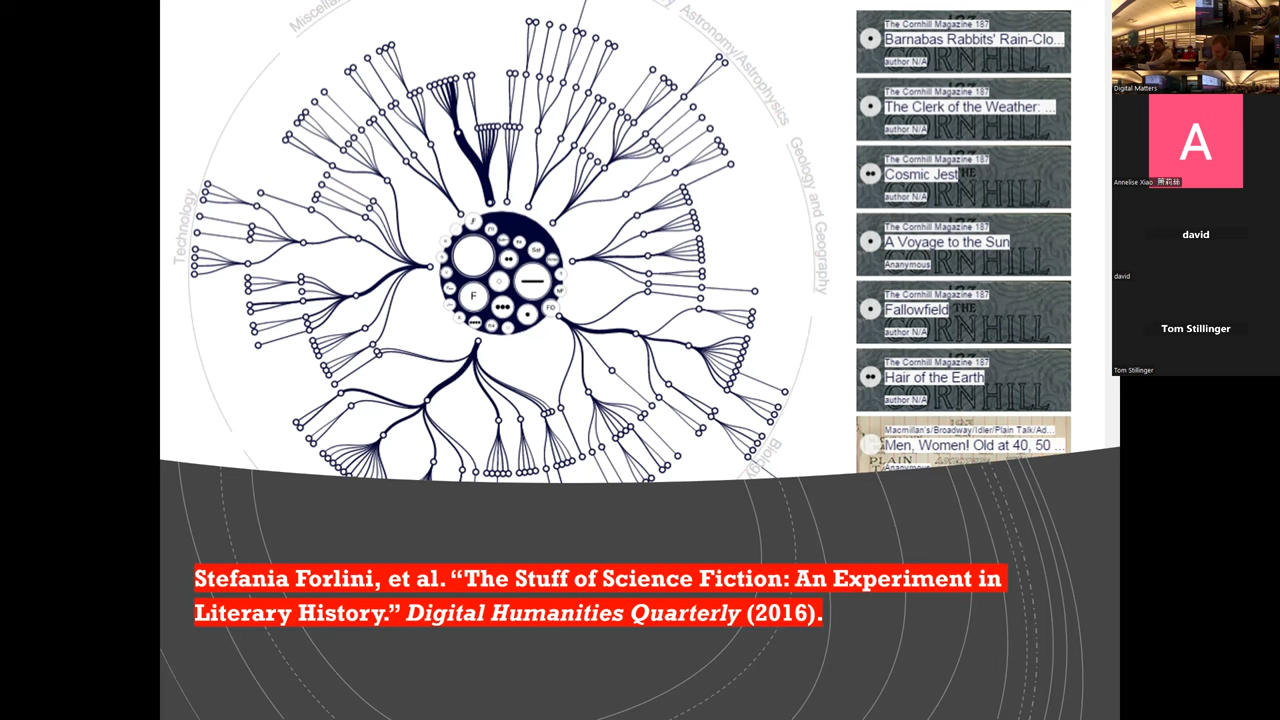 Miscella
Astronomy/Astrophysics
Geology and Geography
Technology
Biology
The Cornhill Magazine 187
Barnabas Rabbits' Rain-Clo...
author N/A
The Cornhill Magazine 187
The Clerk of the Weather: ...
author N/A
The Cornhill Magazine 187
Cosmic Jest
author N/A
The Cornhill Magazine 187
A Voyage to the Sun
Anonymous
The Cornhill Magazine 187
Fallowfield
author N/A
The Cornhill Magazine 187
Hair of the Earth
author N/A
Macmillan's/Broadway/Idler/Plain Talk/Ad...
Men, Women! Old at 40, 50 ...
Anonymous
F
FO
Stefania Forlini, et al. “The Stuff of Science Fiction: An Experiment in
Literary History.” Digital Humanities Quarterly (2016).
Digital Matters
A
Annelise Xiao
david
david
Tom Stillinger
Tom Stillinger